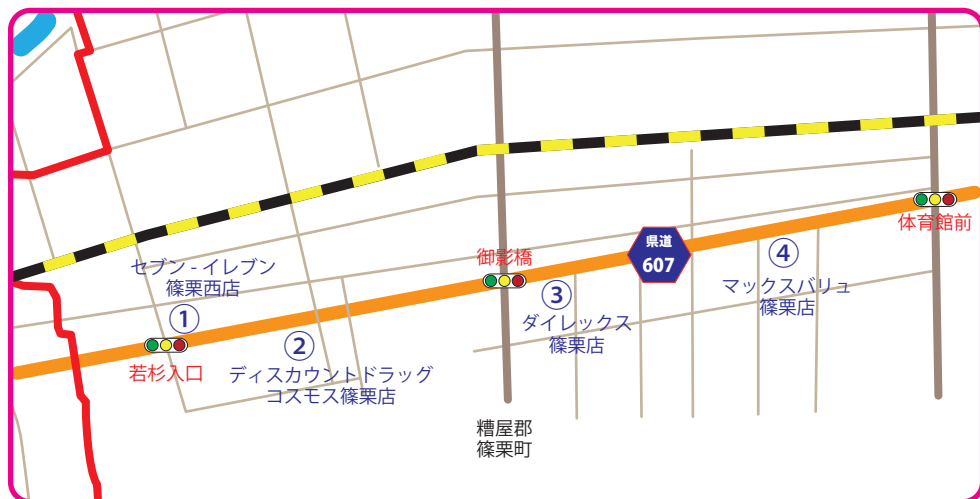 体育館前
県道
607
御影橋
④
セブン - イレブン
篠栗西店
マックスバリュ
篠栗店
③
ダイレックス
篠栗店
①
②
若杉入口
ディスカウントドラッグ
コスモス篠栗店
糟屋郡
篠栗町